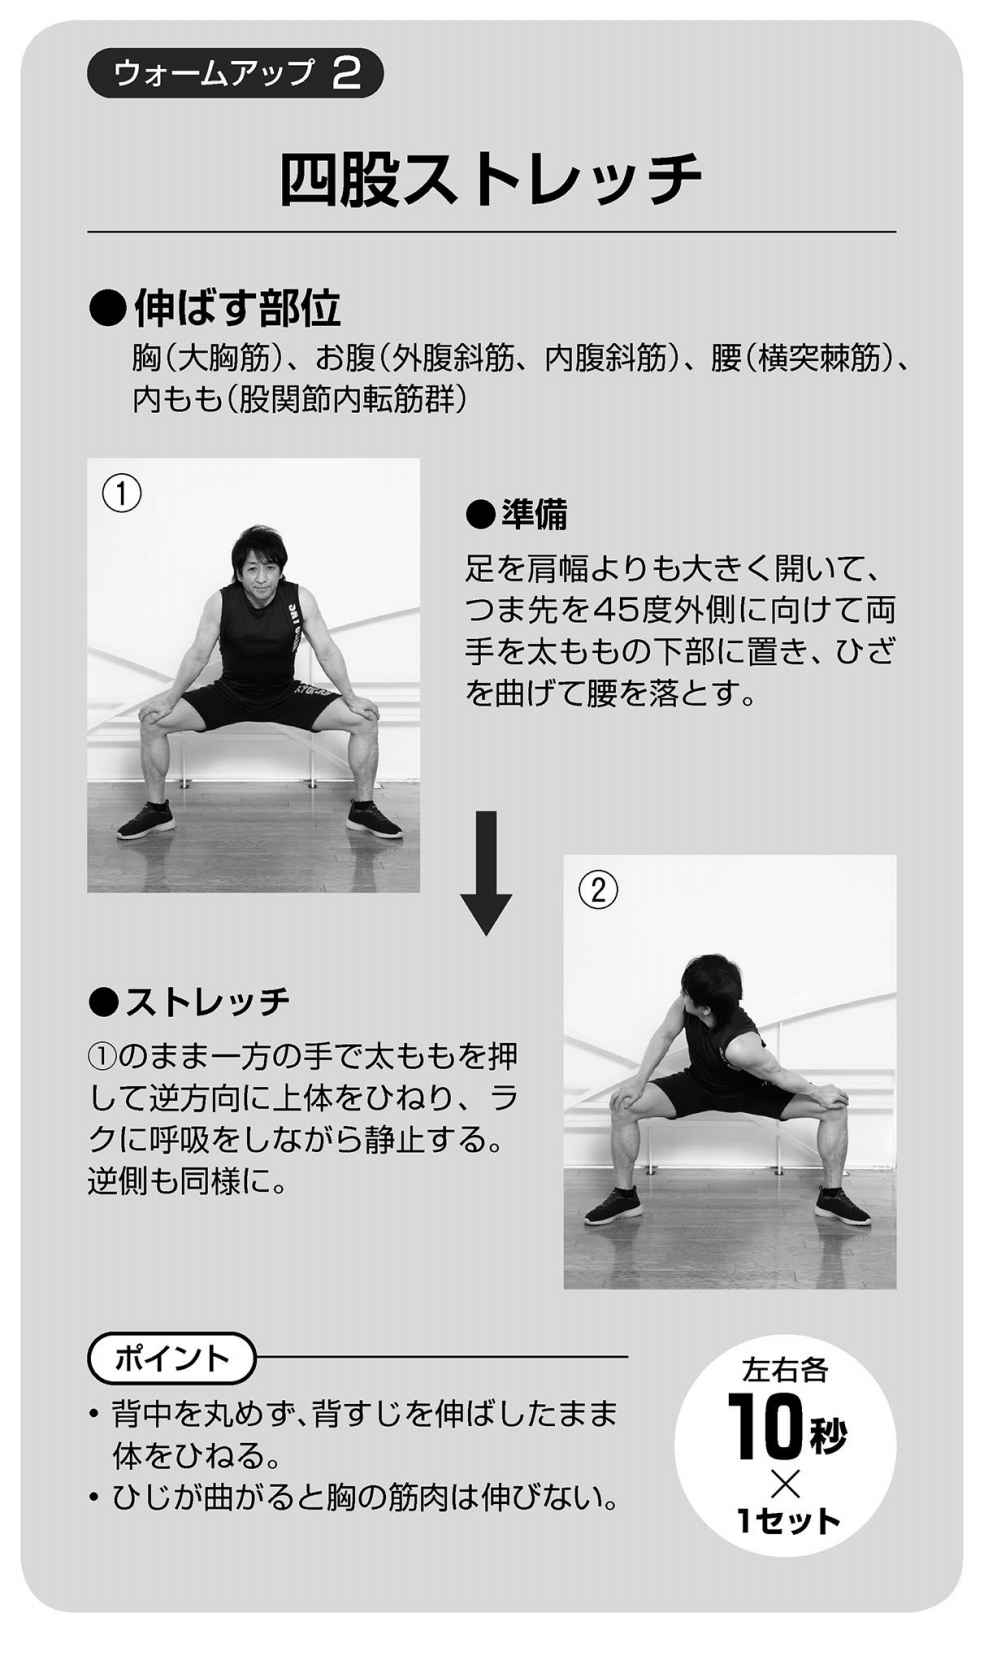 ウォームアップ 2
四股ストレッチ
●伸ばす部位
胸(大胸筋)、お腹(外腹斜筋、内腹斜筋)、腰(横突棘筋)、
内もも(股関節内転筋群)
①
●準備
足を肩幅よりも大きく開いて、
つま先を45度外側に向けて両
手を太ももの下部に置き、ひざ
を曲げて腰を落とす。
②
●ストレッチ
①のまま一方の手で太ももを押
して逆方向に上体をひねり、ラ
クに呼吸をしながら静止する。
逆側も同様に。
ポイント
・背中を丸めず、背すじを伸ばしたまま
体をひねる。
・ひじが曲がると胸の筋肉は伸びない。
左右各
10秒
×
1セット